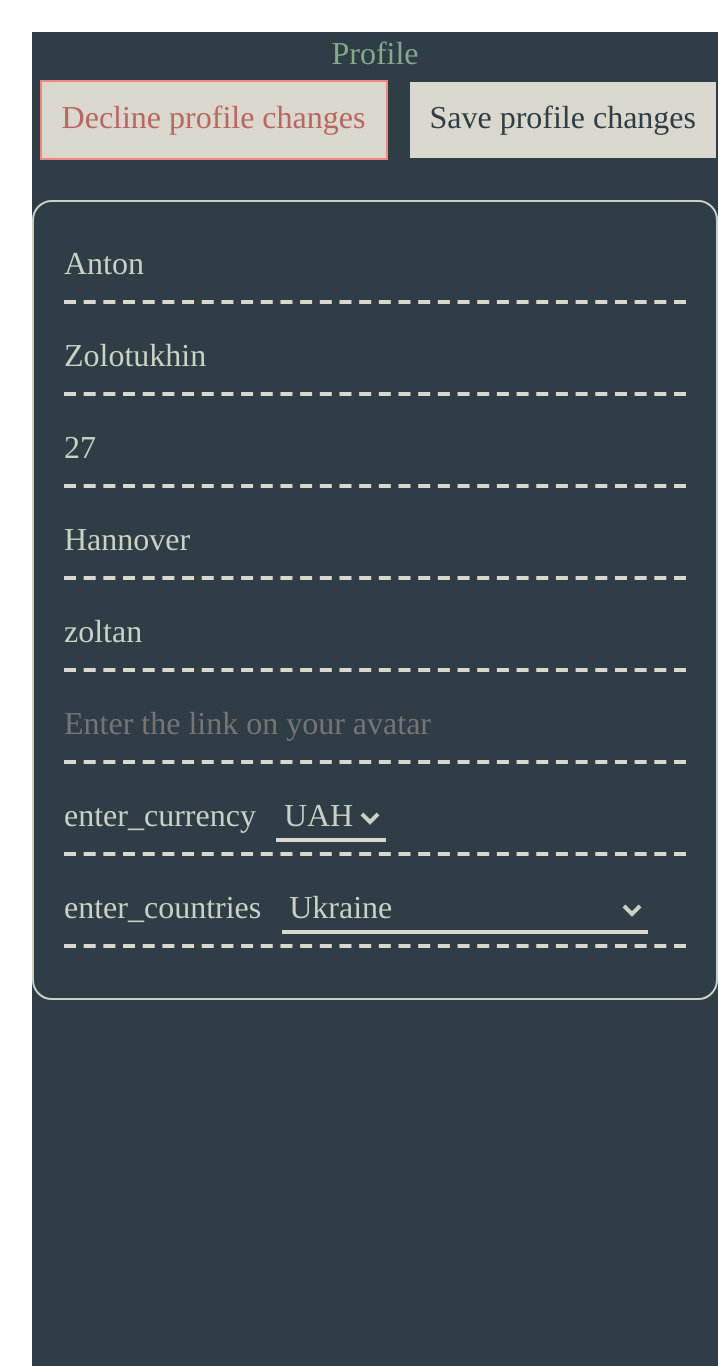 Profile
Decline profile changes Save profile changes
Anton
Zolotukhin
27
Hannover
zoltan
Enter the link on your avatar
enter_currency UAH
enter_countries Ukraine